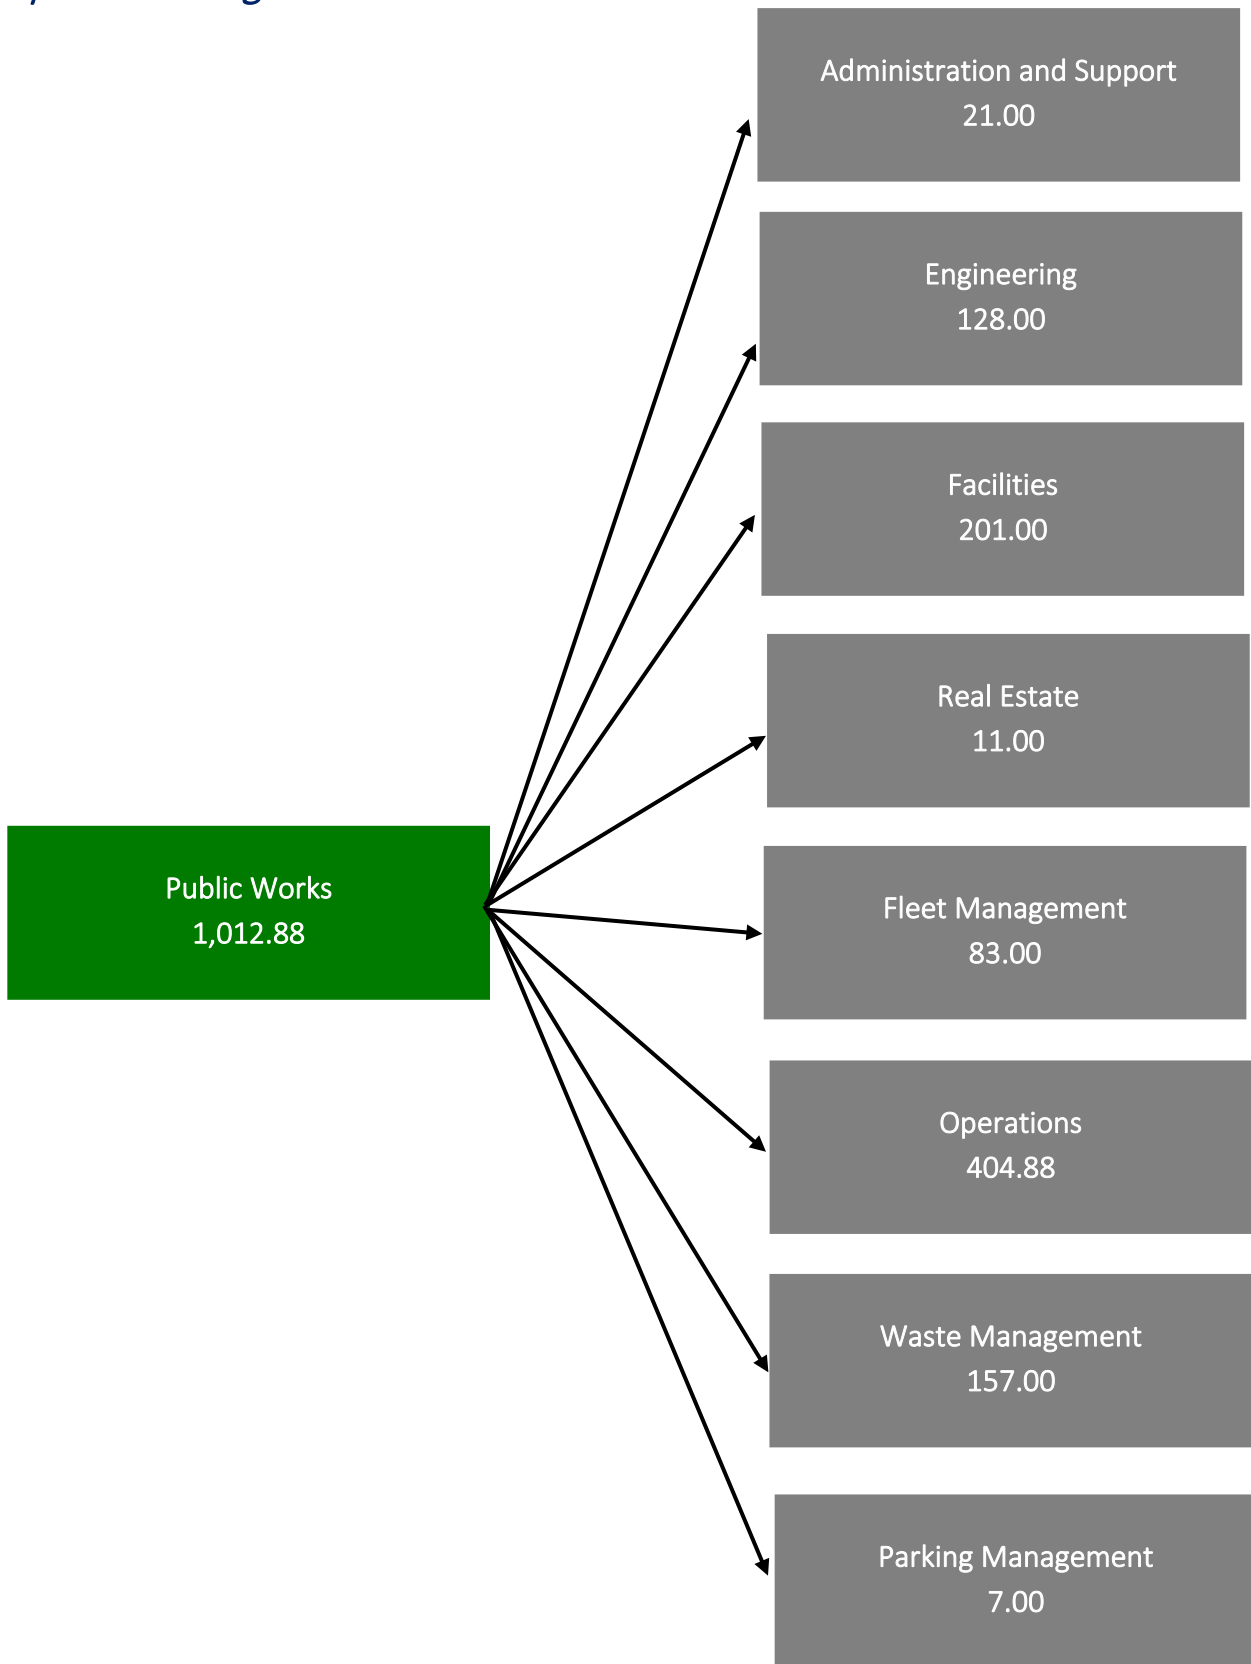 Administration and Support
21.00
Engineering
128.00
Facilities
201.00
Real Estate
11.00
Public Works
1,012.88
Fleet Management
83.00
Operations
404.88
Waste Management
157.00
Parking Management
7.00